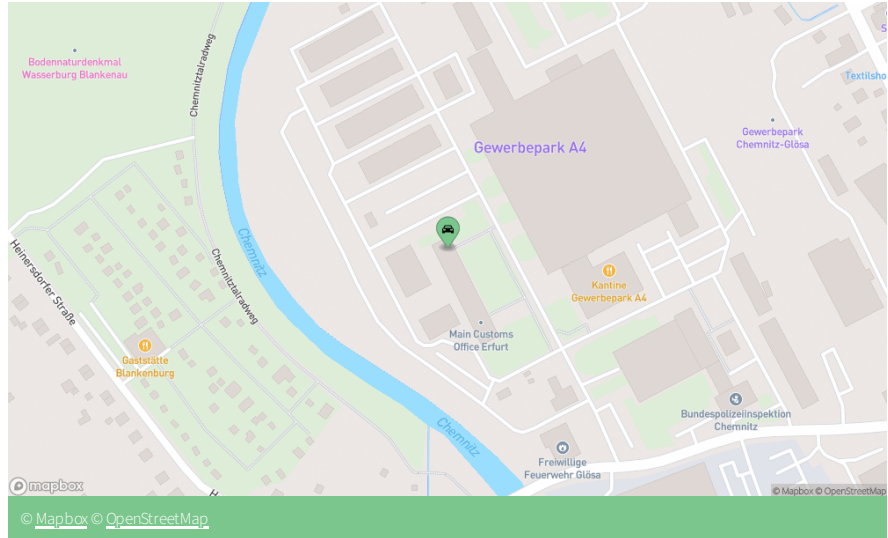 Bodennaturdenkmal
Wasserburg Blankenau
Chemnitztalradweg
Gewerbepark A4
Textilsho
Gewerbepark
Chemnitz-Glösa
Chemnitz
Heinersdorfer Straße
Chemnitztalradweg
Kantine
Gewerbepark A4
Main Customs
Office Erfurt
Gaststätte
Blankenburg
Bundespolizeiinspektion
Chemnitz
Chemnitz
Freiwillige
Feuerwehr Glösa
mapbox
© Mapbox © OpenStreetMap
© Mapbox © OpenStreetMap